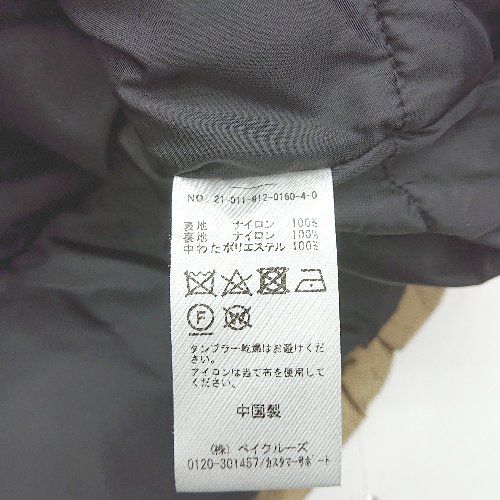 NO. 21-011-912-0160-4-0
表地 ナイロン 100%
裏地 ナイロン 100%
中わた ポリエステル 100%
F W
タンブラー乾燥はお避けくだ
さい。
アイロンは当て布を使用して
ください。
中国製
(株) ベイクルーズ
0120-301457/カスタマーサポート